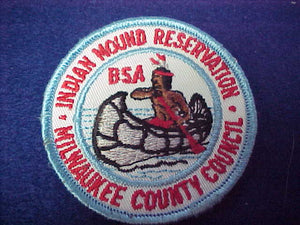 • INDIAN MOUND RESERVATION •
BSA
MILWAUKEE COUNTY COUNCIL